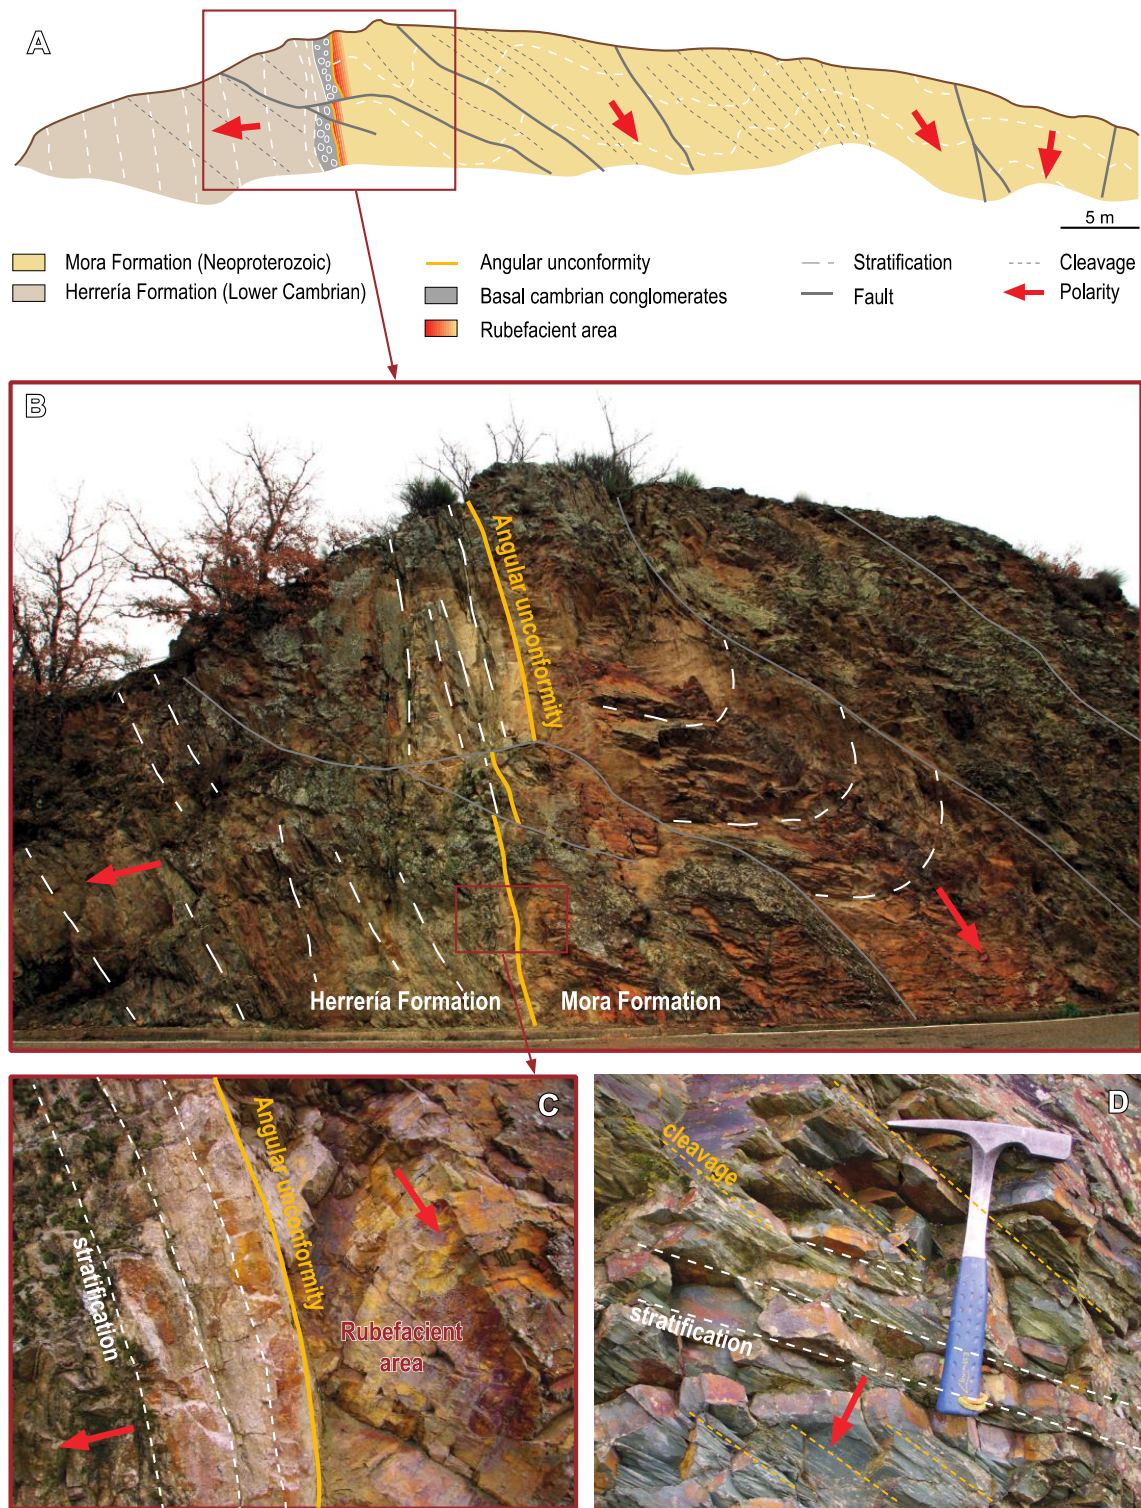 A
5 m
Mora Formation (Neoproterozoic)
Herrería Formation (Lower Cambrian)
Angular unconformity
Basal cambrian conglomerates
Rubefacient area
Stratification
Fault
Cleavage
Polarity
B
Angular unconformity
Herrería Formation
Mora Formation
C
Angular unconformity
stratification
Rubefacient
area
D
cleavage
stratification